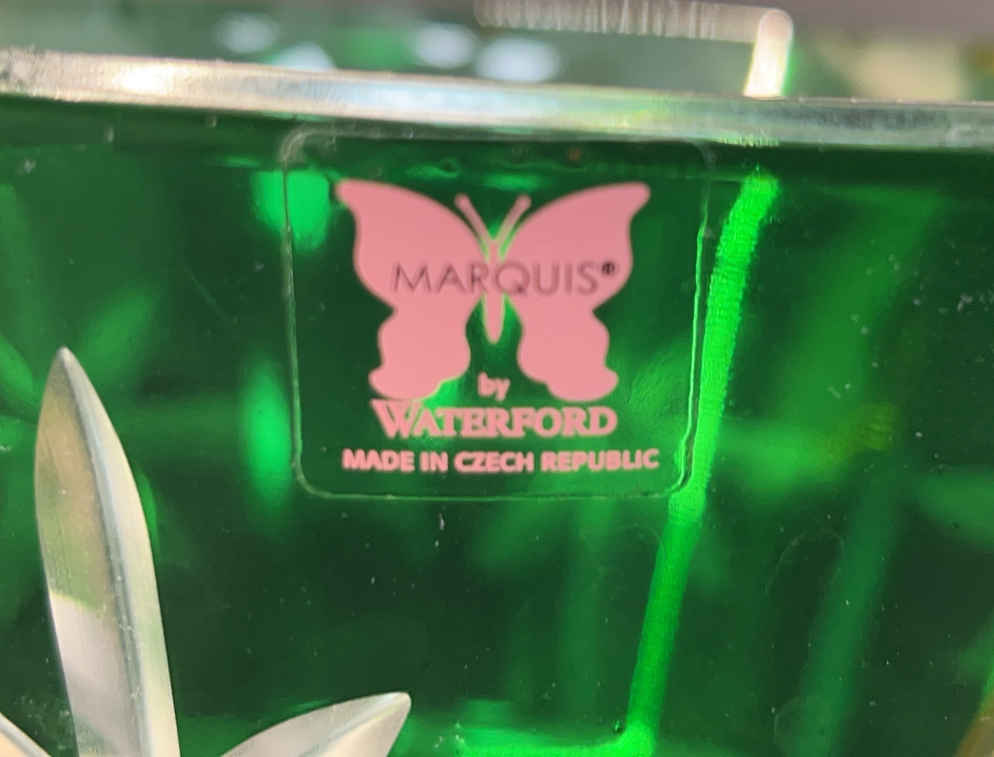 MARQUIS®
by
WATERFORD
MADE IN CZECH REPUBLIC